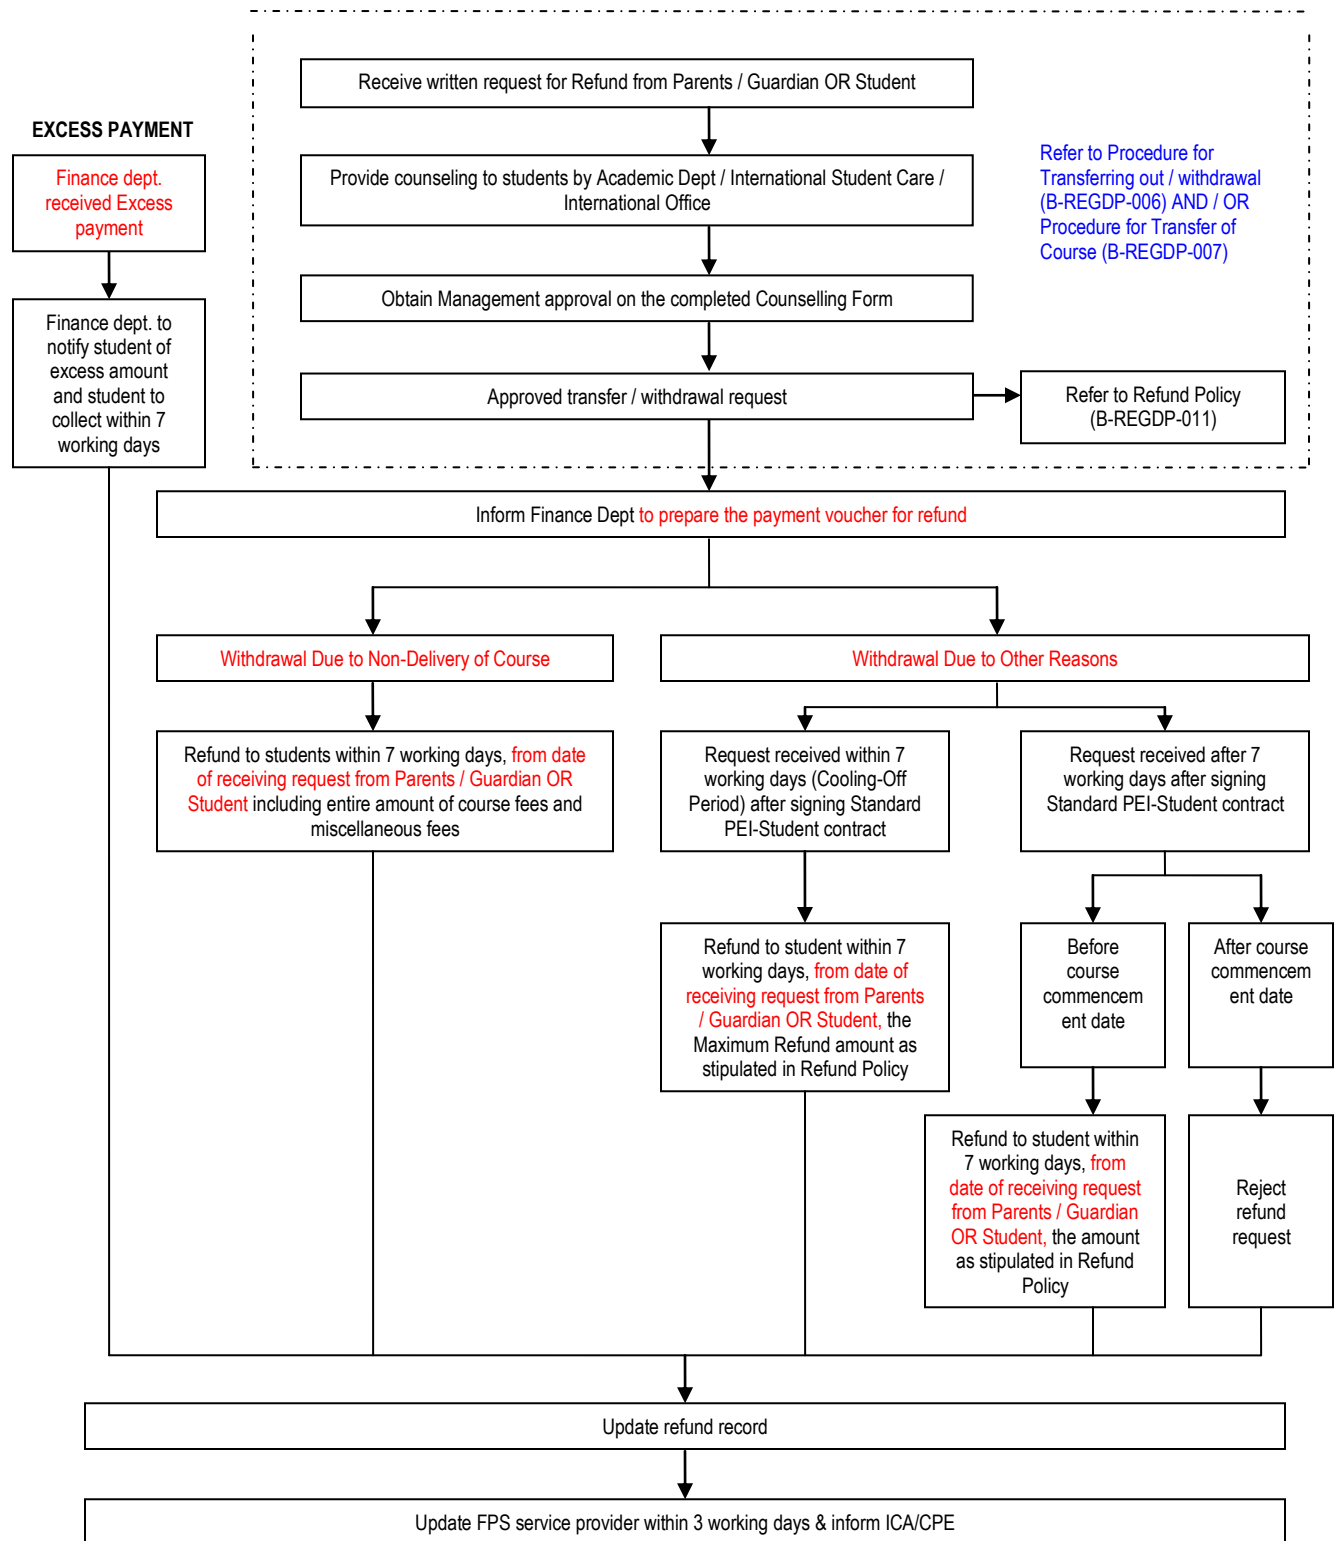 Receive written request for Refund from Parents / Guardian OR Student
EXCESS PAYMENT
Finance dept.
received Excess
payment
Provide counseling to students by Academic Dept / International Student Care /
International Office
Refer to Procedure for
Transferring out / withdrawal
(B-REGDP-006) AND / OR
Procedure for Transfer of
Course (B-REGDP-007)
Obtain Management approval on the completed Counselling Form
Finance dept. to
notify student of
excess amount
and student to
collect within 7
working days
Approved transfer / withdrawal request
Refer to Refund Policy
(B-REGDP-011)
Inform Finance Dept to prepare the payment voucher for refund
Withdrawal Due to Non-Delivery of Course
Withdrawal Due to Other Reasons
Refund to students within 7 working days, from date
of receiving request from Parents / Guardian OR
Student including entire amount of course fees and
miscellaneous fees
Request received within 7
working days (Cooling-Off
Period) after signing Standard
PEI-Student contract
Request received after 7
working days after signing
Standard PEI-Student contract
Refund to student within 7
working days, from date of
receiving request from Parents
/ Guardian OR Student, the
Maximum Refund amount as
stipulated in Refund Policy
Before
course
commencem
ent date
After course
commencem
ent date
Refund to student within
7 working days, from
date of receiving request
from Parents / Guardian
OR Student, the amount
as stipulated in Refund
Policy
Reject
refund
request
Update refund record
Update FPS service provider within 3 working days & inform ICA/CPE